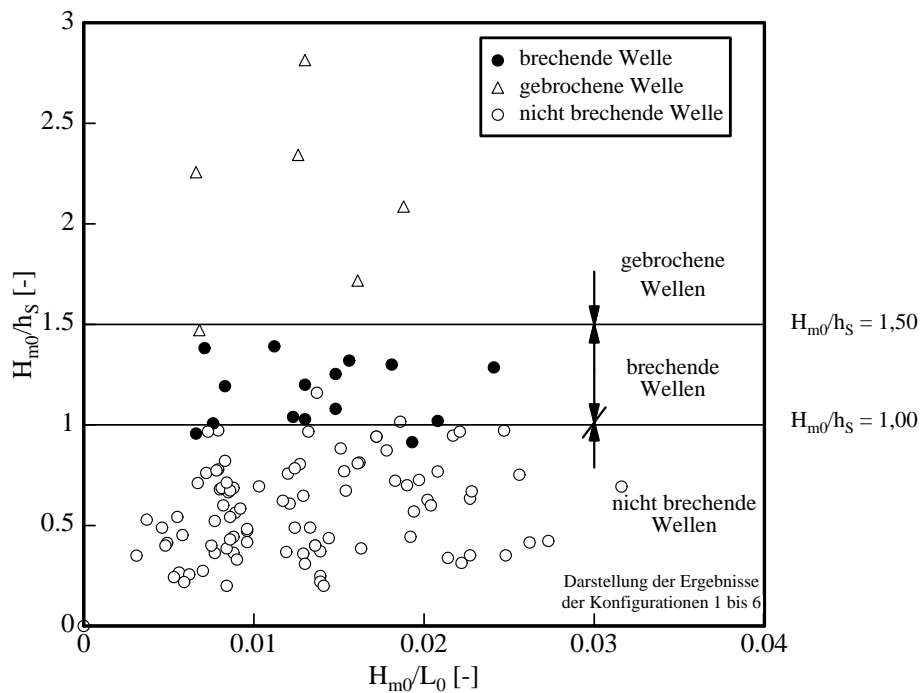 3
2.5
2
1.5
1
0.5
0
H_m0/h_S [-]
brechende Welle
gebrochene Welle
nicht brechende Welle
gebrochene
Wellen
H_m0/h_S = 1,50
brechende
Wellen
H_m0/h_S = 1,00
nicht brechende
Wellen
Darstellung der Ergebnisse
der Konfigurationen 1 bis 6
0 0.01 0.02 0.03 0.04
H_m0/L_0 [-]